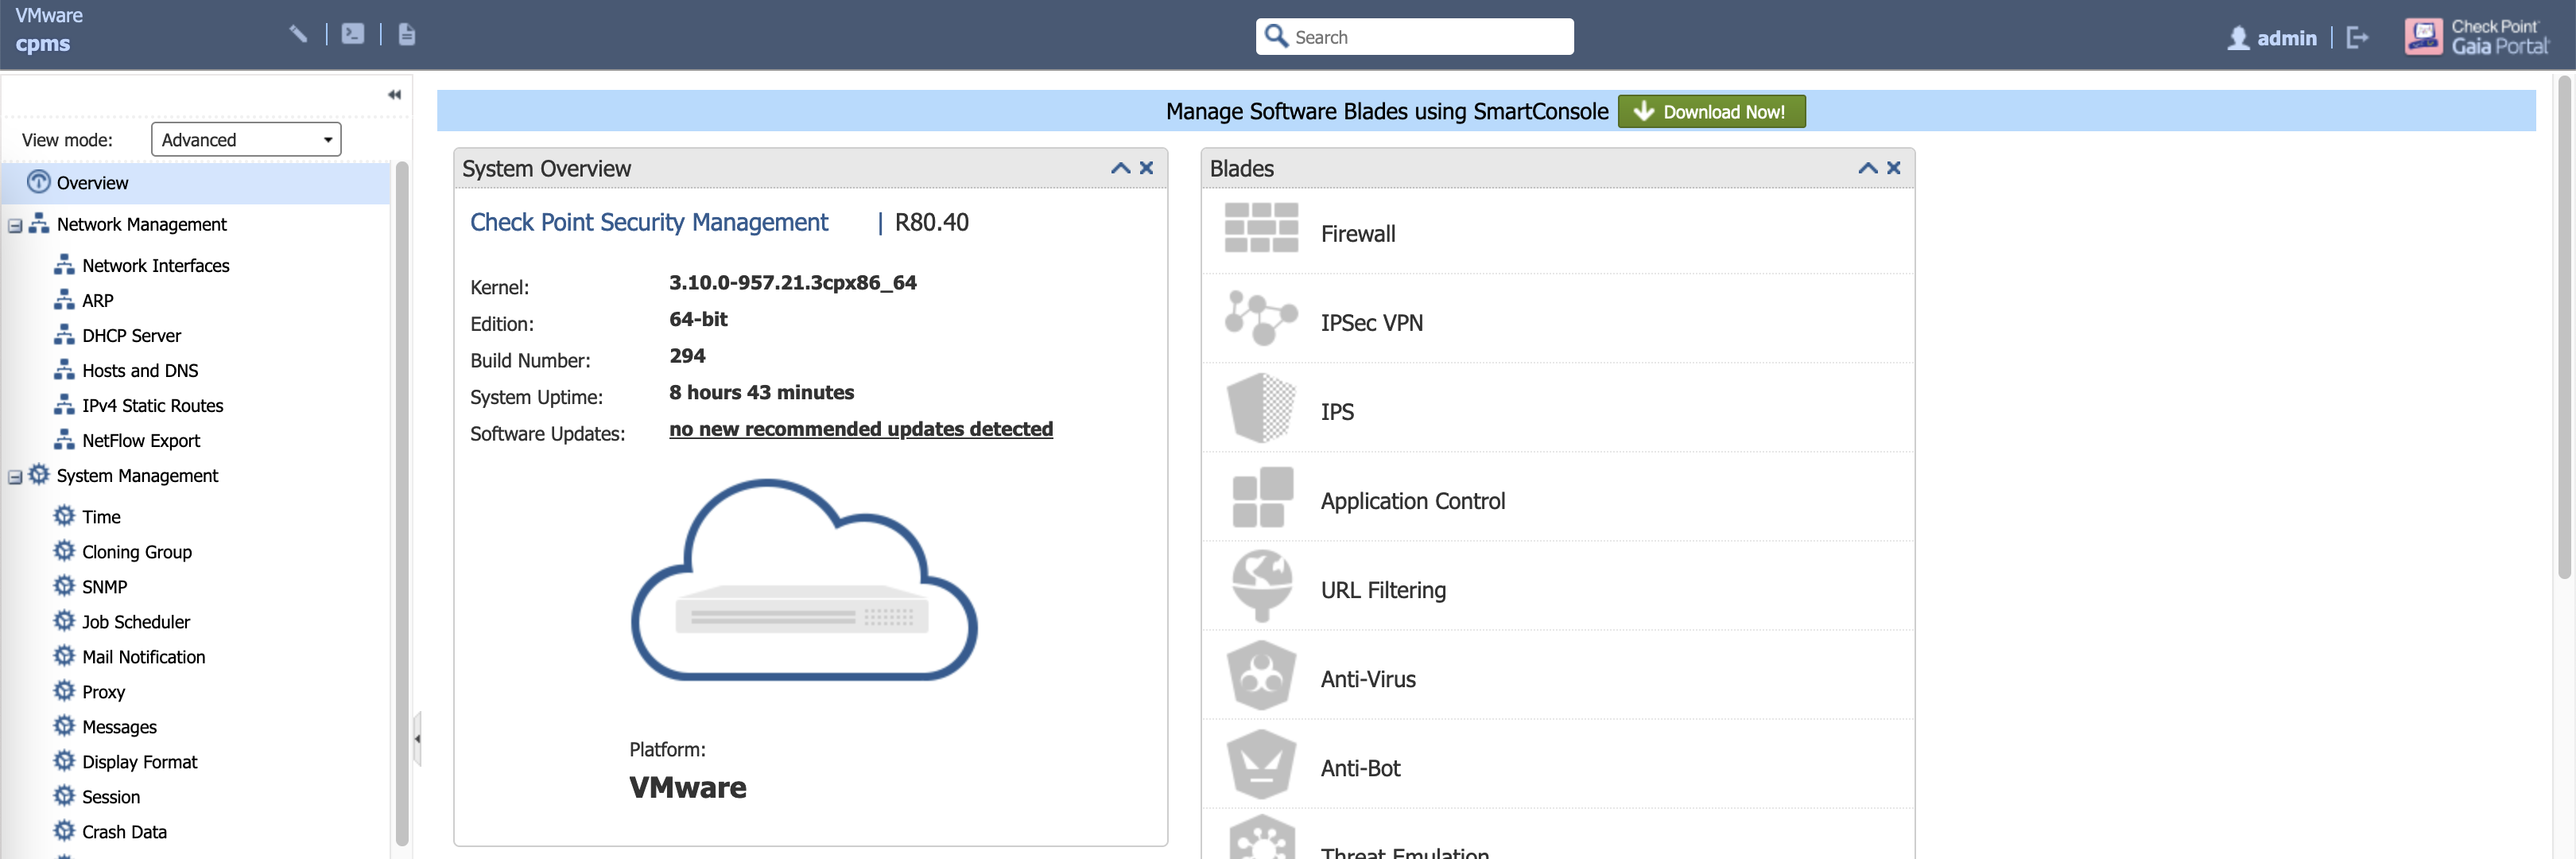 VMware
cpms
Search
admin
Check Point
Gaia Portal
View mode:
Advanced
Overview
Network Management
Network Interfaces
ARP
DHCP Server
Hosts and DNS
IPv4 Static Routes
NetFlow Export
System Management
Time
Cloning Group
SNMP
Job Scheduler
Mail Notification
Proxy
Messages
Display Format
Session
Crash Data
Manage Software Blades using SmartConsole Download Now!
System Overview
Check Point Security Management | R80.40
Kernel: 3.10.0-957.21.3cpx86_64
Edition: 64-bit
Build Number: 294
System Uptime: 8 hours 43 minutes
Software Updates: no new recommended updates detected
Platform:
VMware
Blades
Firewall
IPSec VPN
IPS
Application Control
URL Filtering
Anti-Virus
Anti-Bot
Threat Emulation